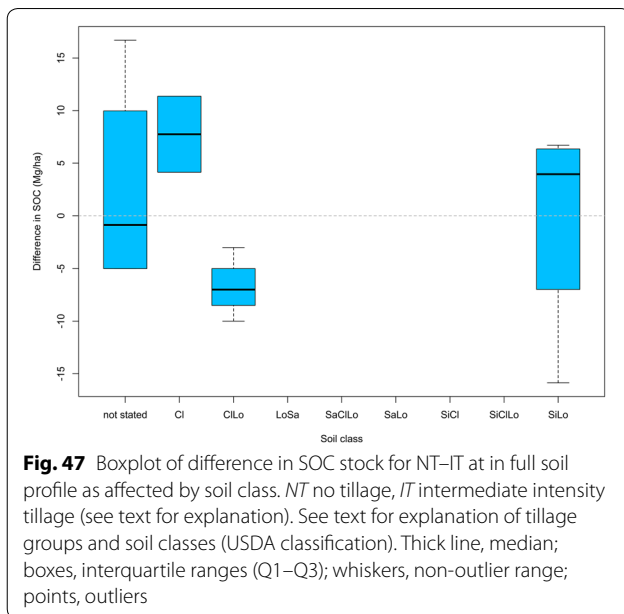 15
10
5
0
-5
-10
-15
Difference in SOC (Mg/ha)
not stated Cl ClLo LoSa SaClLo SaLo SiCl SiClLo SiLo
Soil class
Fig. 47 Boxplot of difference in SOC stock for NT–IT at in full soil
profile as affected by soil class. NT no tillage, IT intermediate intensity
tillage (see text for explanation). See text for explanation of tillage
groups and soil classes (USDA classification). Thick line, median;
boxes, interquartile ranges (Q1–Q3); whiskers, non-outlier range;
points, outliers